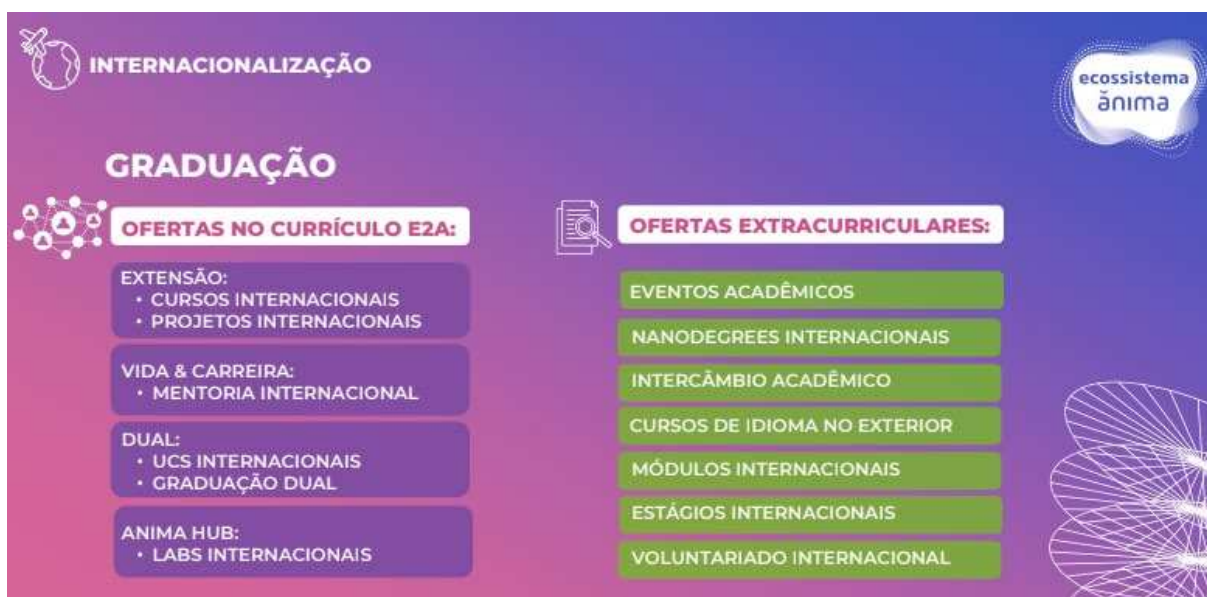 INTERNACIONALIZAÇÃO
ecossistema
ănıma
GRADUAÇÃO
OFERTAS NO CURRÍCULO E2A:
EXTENSÃO:
• CURSOS INTERNACIONAIS
• PROJETOS INTERNACIONAIS
VIDA & CARREIRA:
• MENTORIA INTERNACIONAL
DUAL:
• UCS INTERNACIONAIS
• GRADUAÇÃO DUAL
ANIMA HUB:
• LABS INTERNACIONAIS
OFERTAS EXTRACURRICULARES:
EVENTOS ACADÊMICOS
NANODEGREES INTERNACIONAIS
INTERCÂMBIO ACADÊMICO
CURSOS DE IDIOMA NO EXTERIOR
MÓDULOS INTERNACIONAIS
ESTÁGIOS INTERNACIONAIS
VOLUNTARIADO INTERNACIONAL